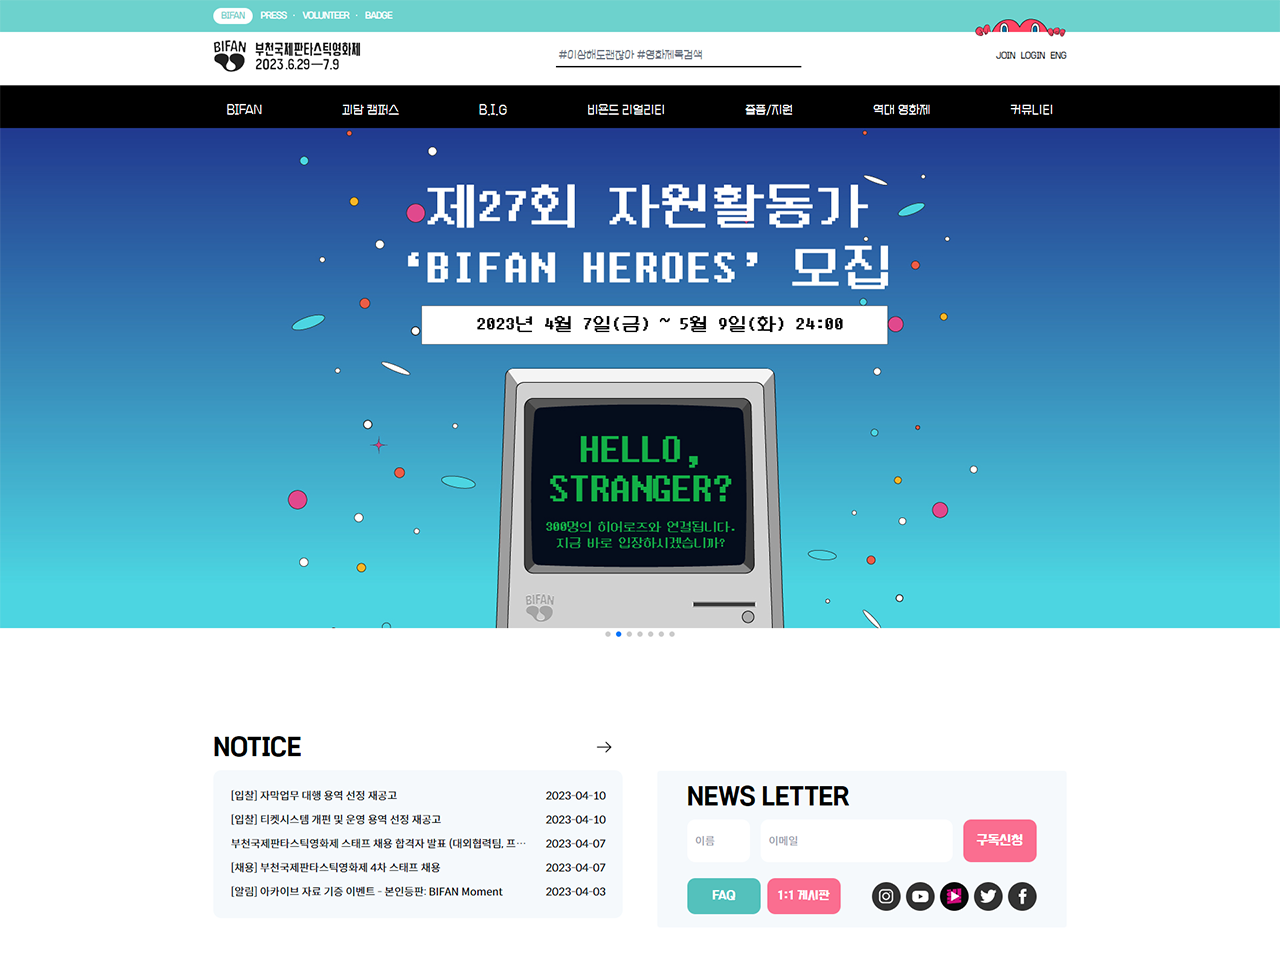 BIFAN PRESS · VOLUNTEER · BADGE
BIFAN 부천국제판타스틱영화제
2023.6.29—7.9
#이상해도괜찮아 #영화제목검색
JOIN LOGIN ENG
BIFAN 괴담 캠퍼스 B.I.G 비욘드 리얼리티 출품/지원 역대 영화제 커뮤니티
제27회 자원활동가
‘BIFAN HEROES’ 모집
2023년 4월 7일(금) ~ 5월 9일(화) 24:00
HELLO,
STRANGER?
300명의 히어로즈와 연결됩니다.
지금 바로 입장하시겠습니까?
BIFAN
NOTICE
[입찰] 자막업무 대행 용역 선정 재공고 2023-04-10
[입찰] 티켓시스템 개편 및 운영 용역 선정 재공고 2023-04-10
부천국제판타스틱영화제 스태프 채용 합격자 발표 (대외협력팀, 프··· 2023-04-07
[채용] 부천국제판타스틱영화제 4차 스태프 채용 2023-04-07
[알림] 아카이브 자료 기증 이벤트 - 본인등판: BIFAN Moment 2023-04-03
NEWS LETTER
이름 이메일 구독신청
FAQ 1:1 게시판